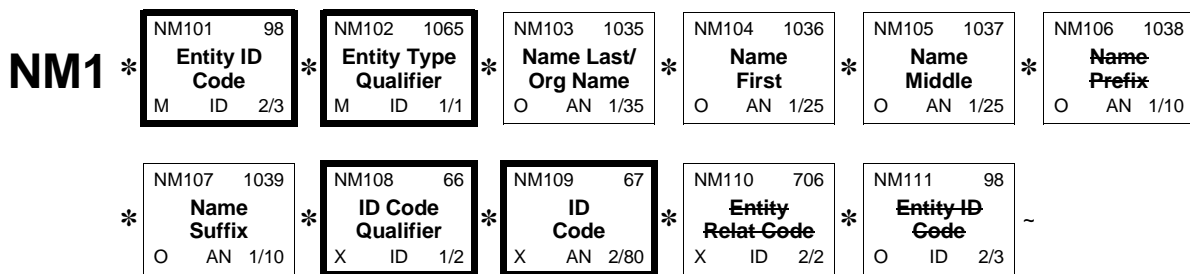 NM101 98 NM102 1065 NM103 1035 NM104 1036 NM105 1037 NM106 1038
NM1 * Entity ID Code * Entity Type Qualifier * Name Last/ Org Name * Name First * Name Middle * Name Prefix
M ID 2/3 M ID 1/1 O AN 1/35 O AN 1/25 O AN 1/25 O AN 1/10
NM107 1039 NM108 66 NM109 67 NM110 706 NM111 98
* Name Suffix * ID Code Qualifier * ID Code * Entity Relat Code * Entity ID Code ~
O AN 1/10 X ID 1/2 X AN 2/80 X ID 2/2 O ID 2/3